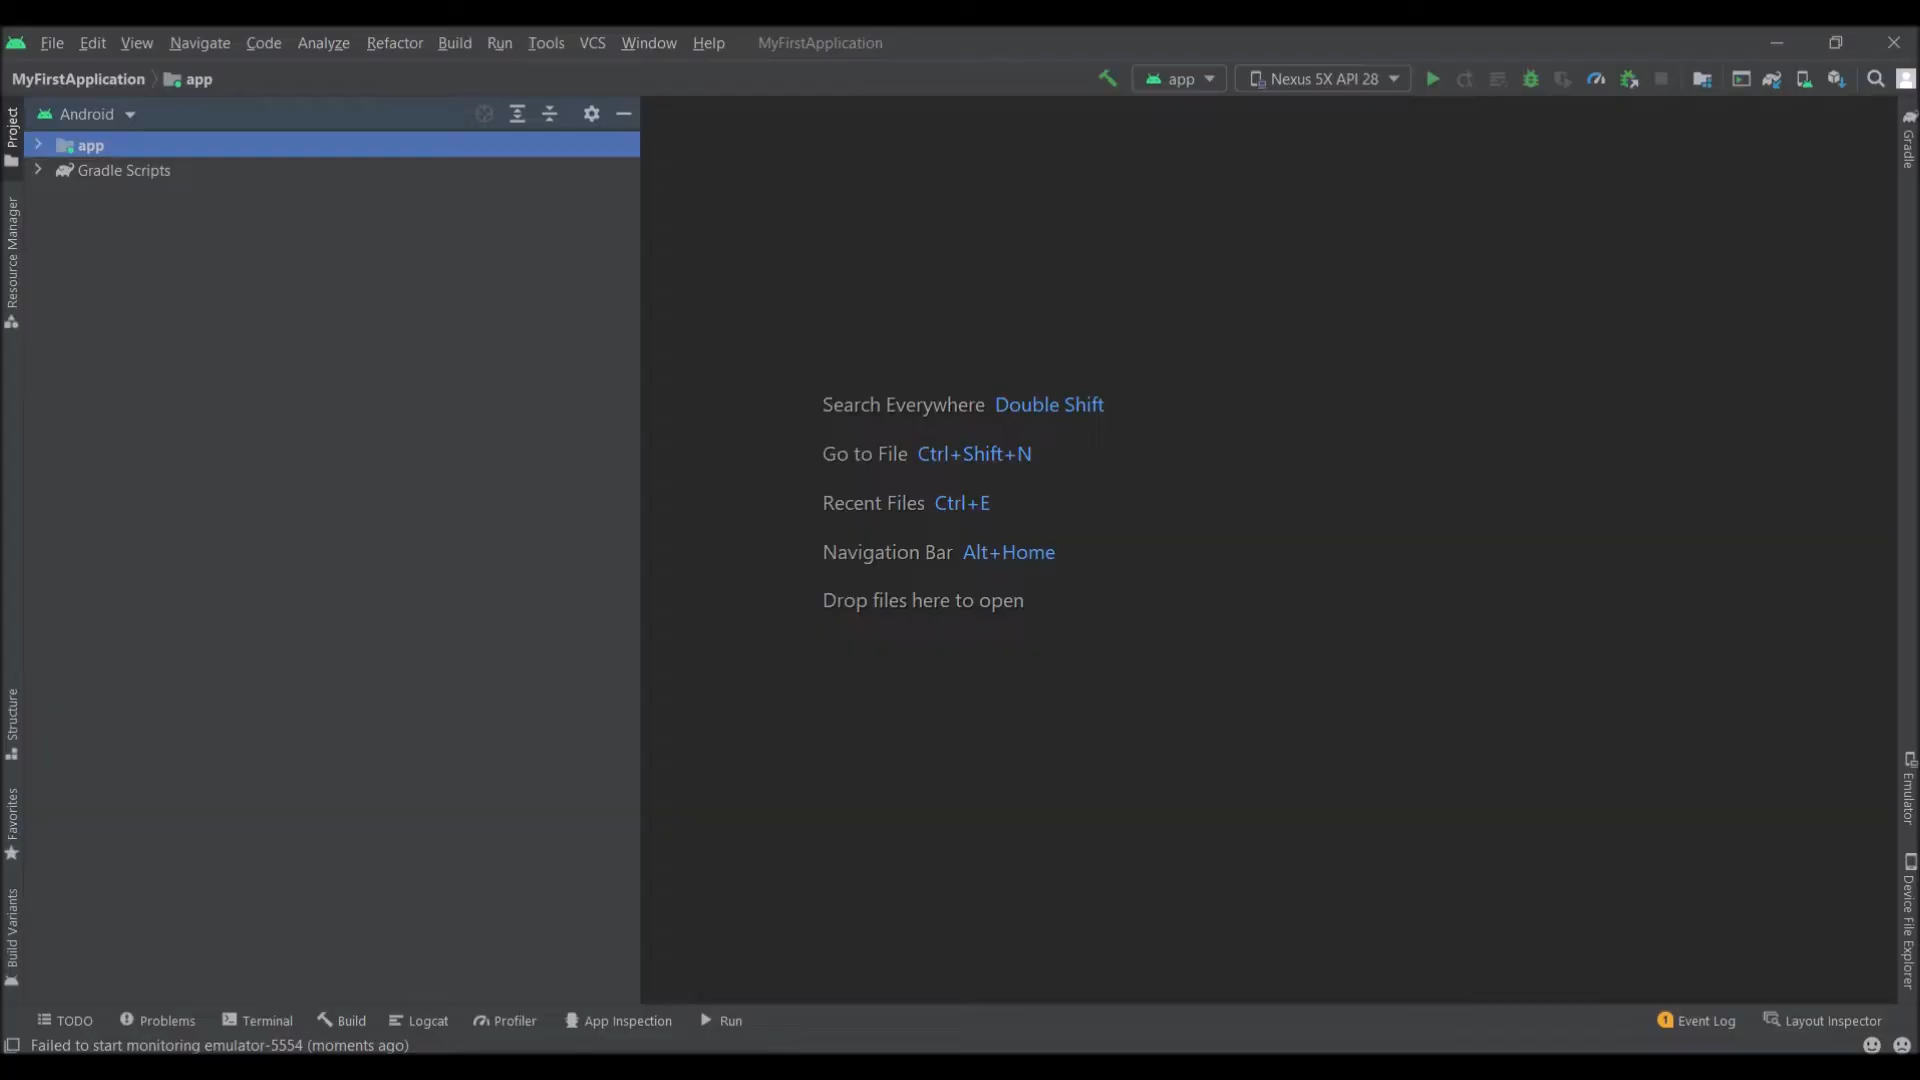 File Edit View Navigate Code Analyze Refactor Build Run Tools VCS Window Help MyFirstApplication
MyFirstApplication app
app
Nexus 5X API 28
Project
Android
app
Gradle Scripts
Resource Manager
Structure
Favorites
Build Variants
Search Everywhere Double Shift
Go to File Ctrl+Shift+N
Recent Files Ctrl+E
Navigation Bar Alt+Home
Drop files here to open
Gradle
Emulator
Device File Explorer
TODO Problems Terminal Build Logcat Profiler App Inspection Run
1 Event Log Layout Inspector
Failed to start monitoring emulator-5554 (moments ago)